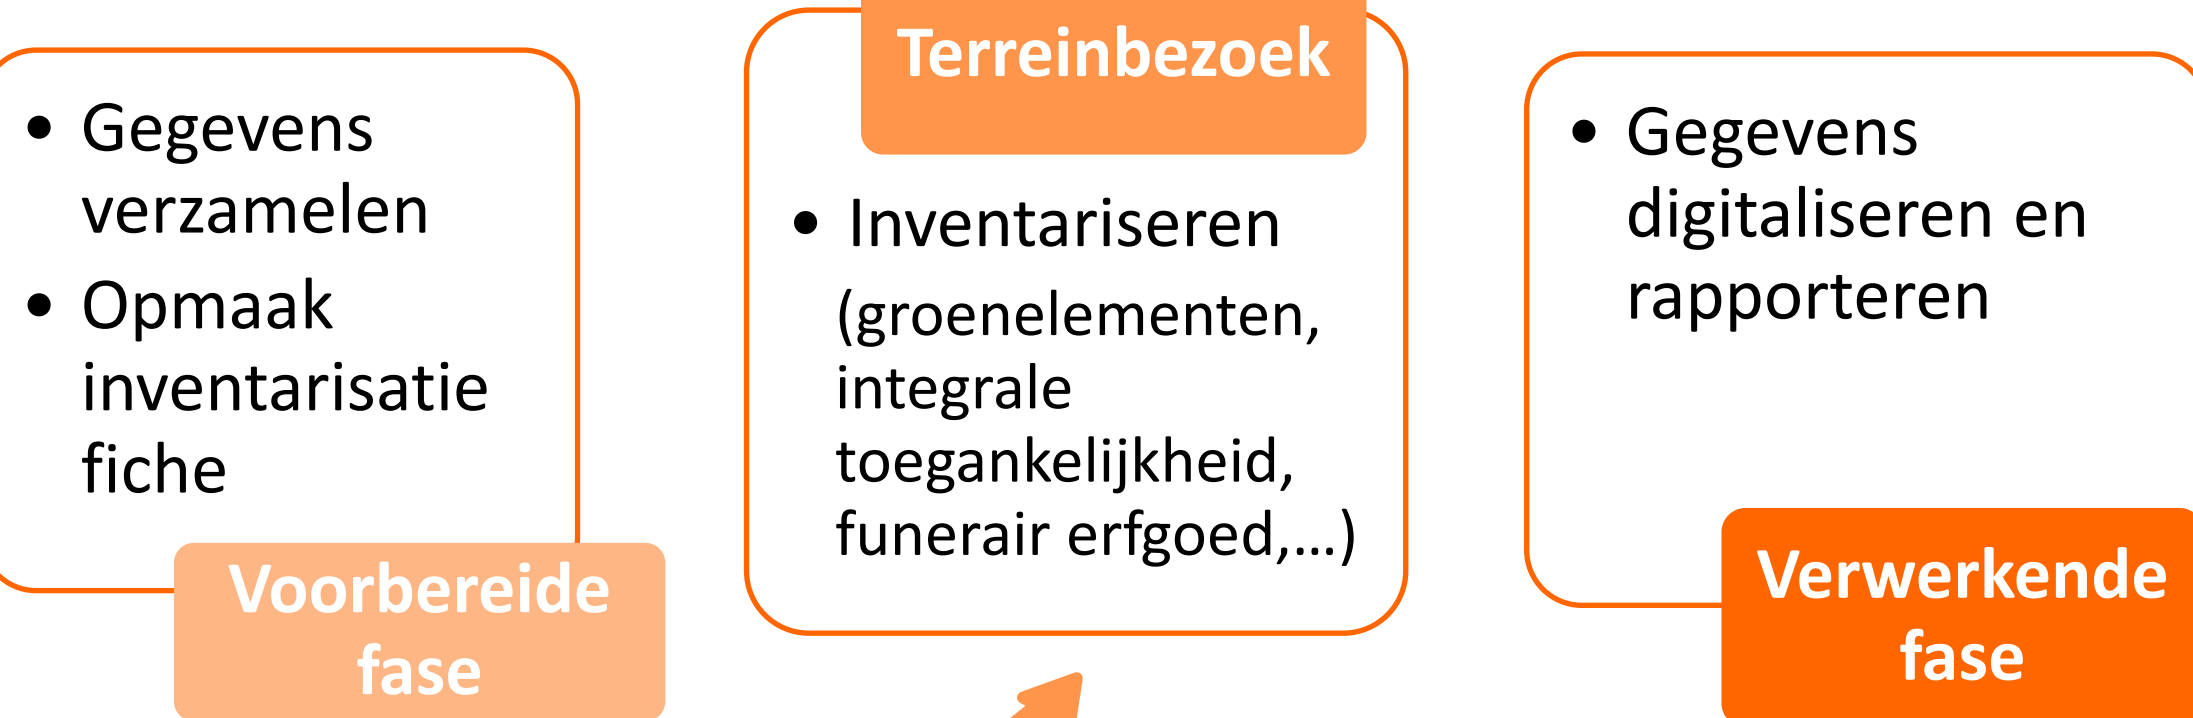 • Gegevens
verzamelen
• Opmaak
inventarisatie
fiche
Voorbereide
fase
Terreinbezoek
• Inventariseren
(groenelementen,
integrale
toegankelijkheid,
funerair erfgoed,...)
• Gegevens
digitaliseren en
rapporteren
Verwerkende
fase